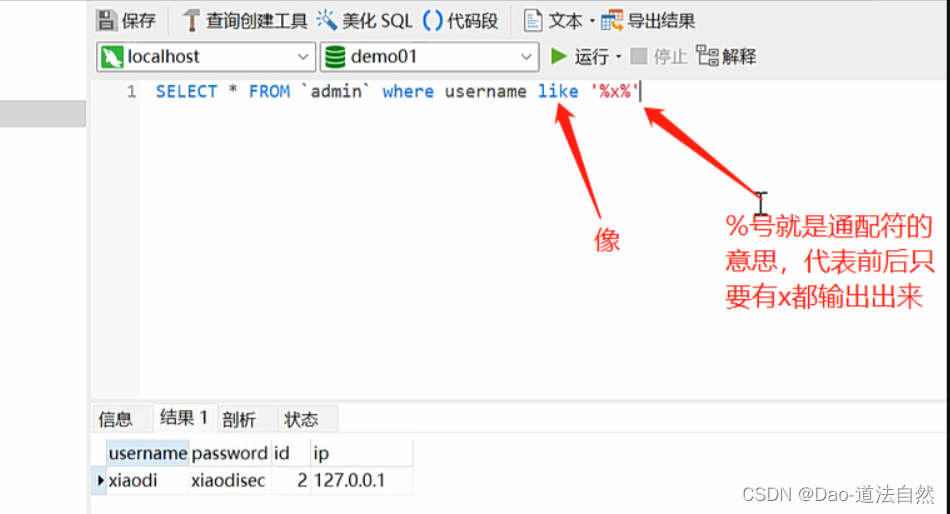 保存 查询创建工具 美化 SQL () 代码段 文本 · 导出结果
localhost demo01 运行 · 停止 解释
1 SELECT * FROM `admin` where username like '%x%'
像
%号就是通配符的
意思，代表前后只
要有x都输出出来
信息 结果 1 剖析 状态
username password id ip
xiaodi xiaodisec 2 127.0.0.1
CSDN @Dao-道法自然